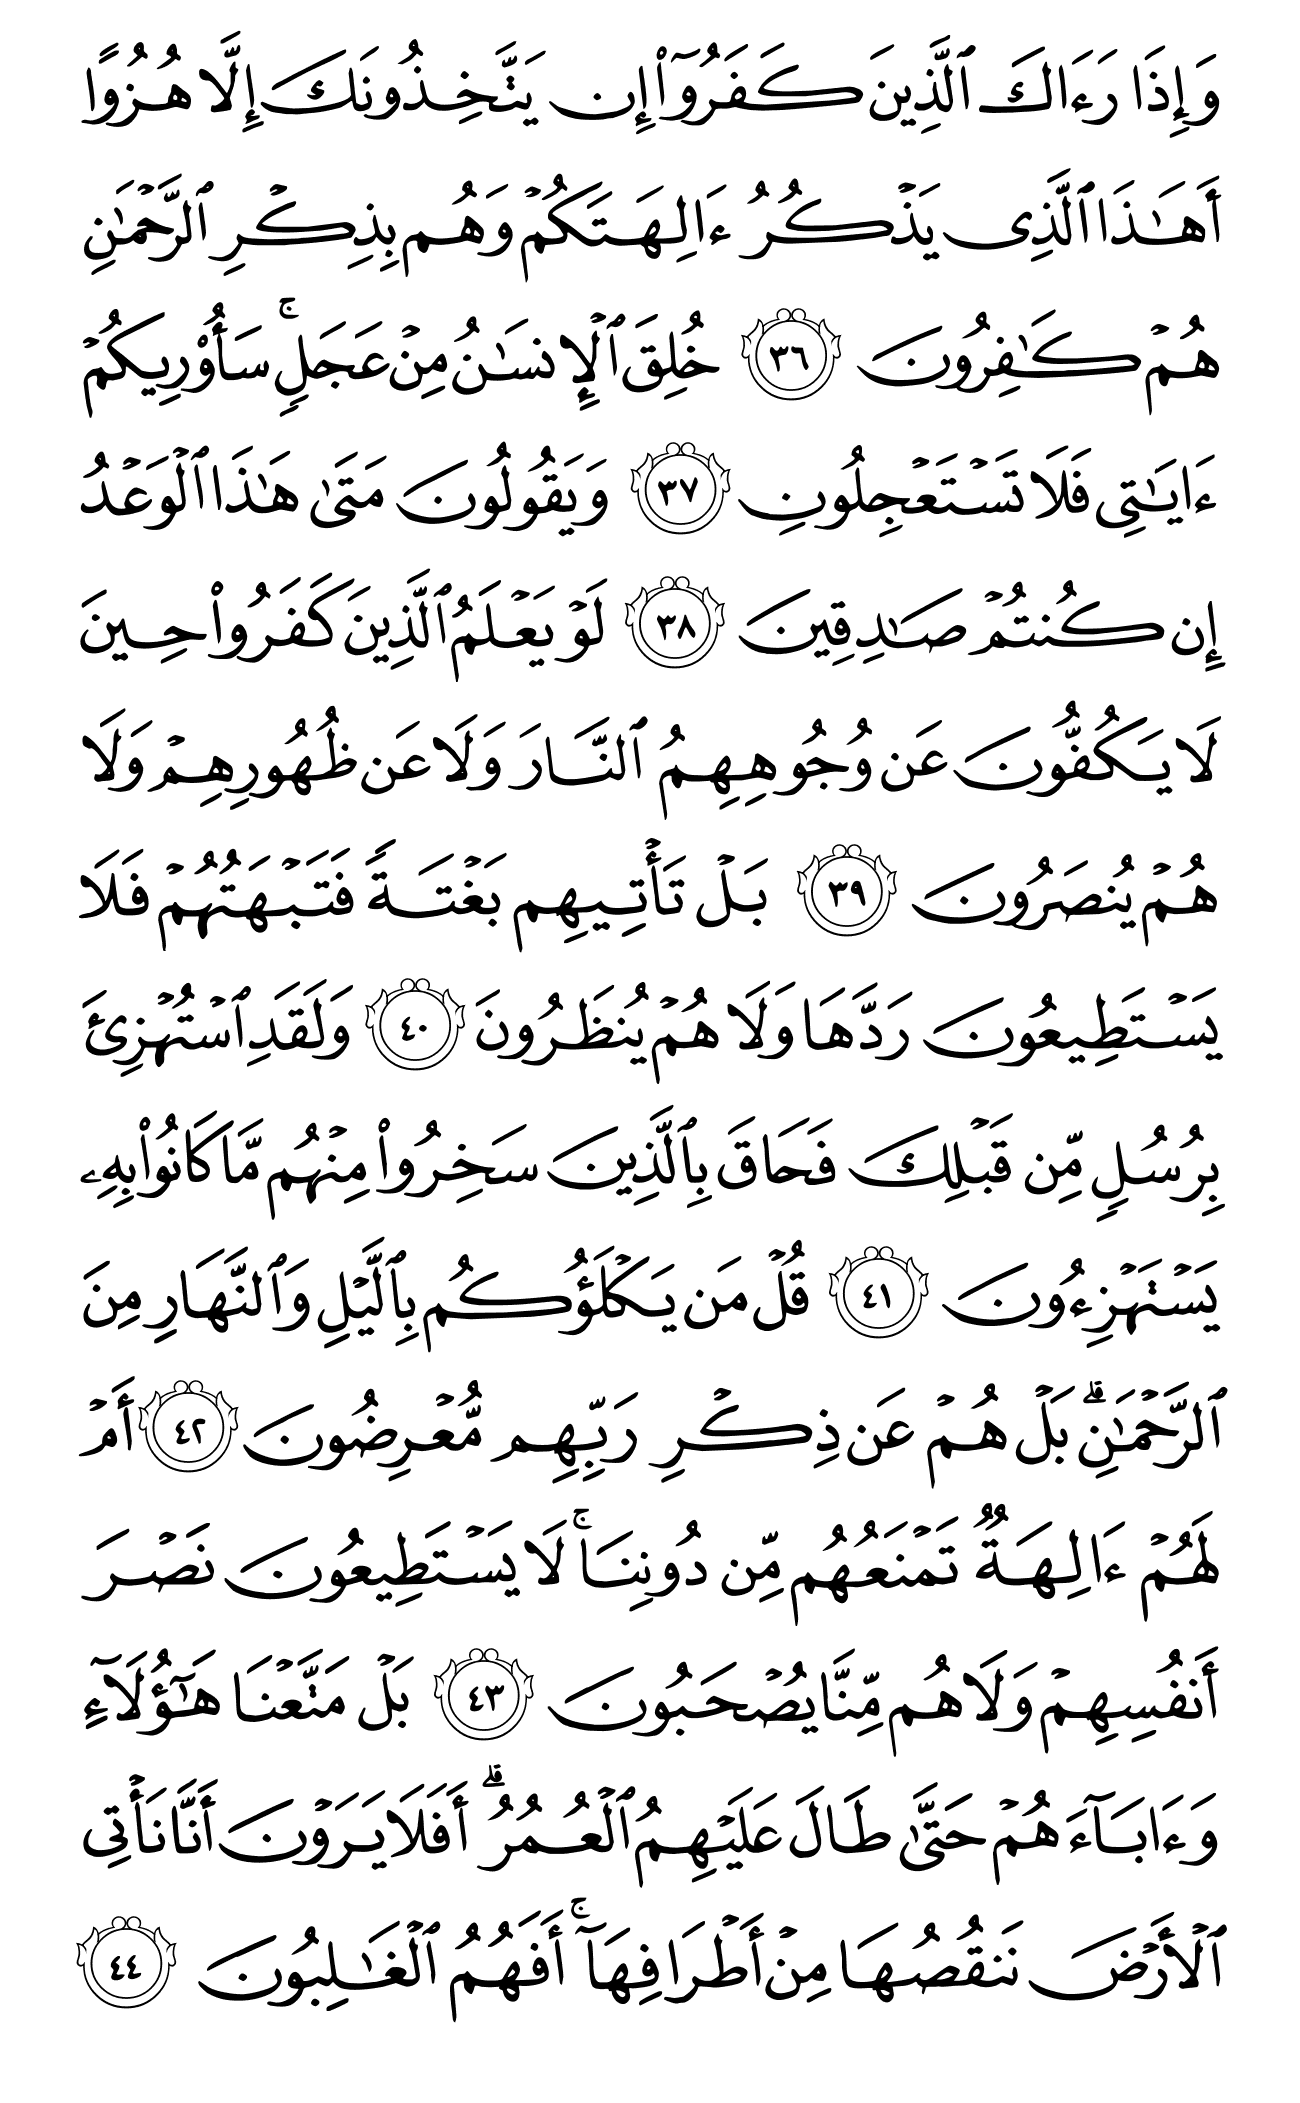 وَإِذَا رَءَاكَ ٱلَّذِينَ كَفَرُوٓا۟ إِن يَتَّخِذُونَكَ إِلَّا هُزُوًا
أَهَـٰذَا ٱلَّذِى يَذْكُرُ ءَالِهَتَكُمْ وَهُم بِذِكْرِ ٱلرَّحْمَـٰنِ
هُمْ كَـٰفِرُونَ ٣٦ خُلِقَ ٱلْإِنسَـٰنُ مِنْ عَجَلٍ ۚ سَأُو۟رِيكُمْ
ءَايَـٰتِى فَلَا تَسْتَعْجِلُونِ ٣٧ وَيَقُولُونَ مَتَىٰ هَـٰذَا ٱلْوَعْدُ
إِن كُنتُمْ صَـٰدِقِينَ ٣٨ لَوْ يَعْلَمُ ٱلَّذِينَ كَفَرُوا۟ حِينَ
لَا يَكُفُّونَ عَن وُجُوهِهِمُ ٱلنَّارَ وَلَا عَن ظُهُورِهِمْ وَلَا
هُمْ يُنصَرُونَ ٣٩ بَلْ تَأْتِيهِم بَغْتَةً فَتَبْهَتُهُمْ فَلَا
يَسْتَطِيعُونَ رَدَّهَا وَلَا هُمْ يُنظَرُونَ ٤٠ وَلَقَدِ ٱسْتُهْزِئَ
بِرُسُلٍ مِّن قَبْلِكَ فَحَاقَ بِٱلَّذِينَ سَخِرُوا۟ مِنْهُم مَّا كَانُوا۟ بِهِۦ
يَسْتَهْزِءُونَ ٤١ قُلْ مَن يَكْلَؤُكُم بِٱلَّيْلِ وَٱلنَّهَارِ مِنَ
ٱلرَّحْمَـٰنِ ۗ بَلْ هُمْ عَن ذِكْرِ رَبِّهِم مُّعْرِضُونَ ٤٢ أَمْ
لَهُمْ ءَالِهَةٌ تَمْنَعُهُم مِّن دُونِنَا ۚ لَا يَسْتَطِيعُونَ نَصْرَ
أَنفُسِهِمْ وَلَا هُم مِّنَّا يُصْحَبُونَ ٤٣ بَلْ مَتَّعْنَا هَـٰٓؤُلَآءِ
وَءَابَآءَهُمْ حَتَّىٰ طَالَ عَلَيْهِمُ ٱلْعُمُرُ ۗ أَفَلَا يَرَوْنَ أَنَّا نَأْتِى
ٱلْأَرْضَ نَنقُصُهَا مِنْ أَطْرَافِهَآ ۚ أَفَهُمُ ٱلْغَـٰلِبُونَ ٤٤